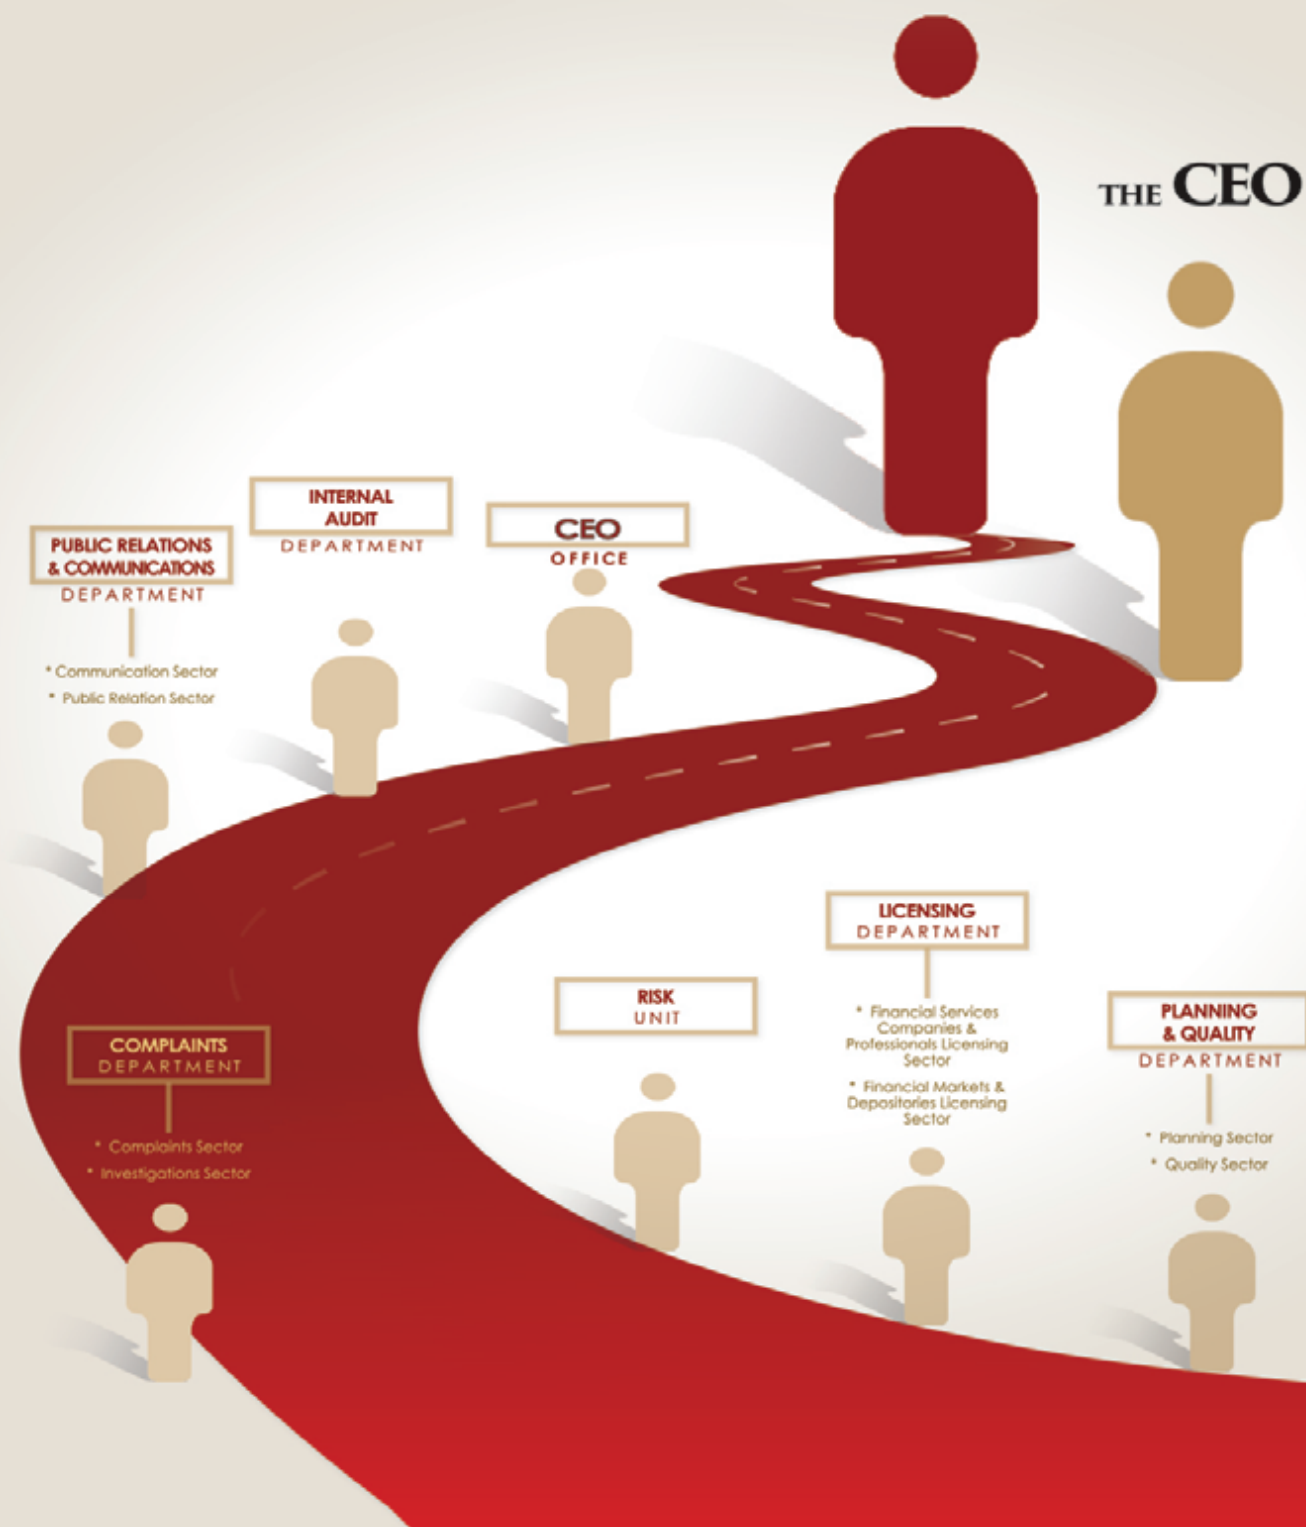 THE CEO
INTERNAL
AUDIT
DEPARTMENT
CEO
OFFICE
PUBLIC RELATIONS
& COMMUNICATIONS
DEPARTMENT
* Communication Sector
* Public Relation Sector
LICENSING
DEPARTMENT
* Financial Services
Companies &
Professionals Licensing
Sector
* Financial Markets &
Depositories Licensing
Sector
RISK
UNIT
PLANNING
& QUALITY
DEPARTMENT
* Planning Sector
* Quality Sector
COMPLAINTS
DEPARTMENT
* Complaints Sector
* Investigations Sector